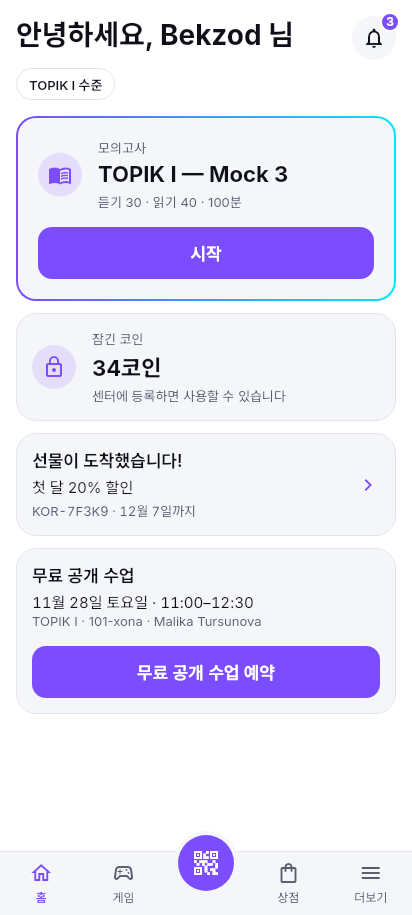 안녕하세요, Bekzod 님
3
TOPIK I 수준
모의고사
TOPIK I — Mock 3
듣기 30 · 읽기 40 · 100분
시작
잠긴 코인
34코인
센터에 등록하면 사용할 수 있습니다
선물이 도착했습니다!
첫 달 20% 할인
KOR-7F3K9 · 12월 7일까지
무료 공개 수업
11월 28일 토요일 · 11:00–12:30
TOPIK I · 101-xona · Malika Tursunova
무료 공개 수업 예약
홈
게임
상점
더보기